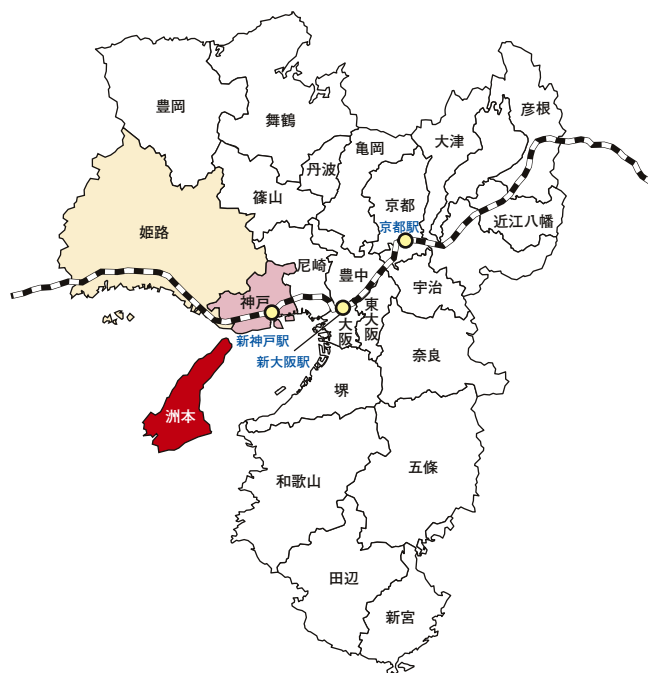 豊岡
舞鶴
彦根
大津
亀岡
丹波
篠山
京都
京都駅
近江八幡
姫路
尼崎
豊中
宇治
神戸
東大阪
大阪
新神戸駅
新大阪駅
奈良
堺
洲本
五條
和歌山
田辺
新宮